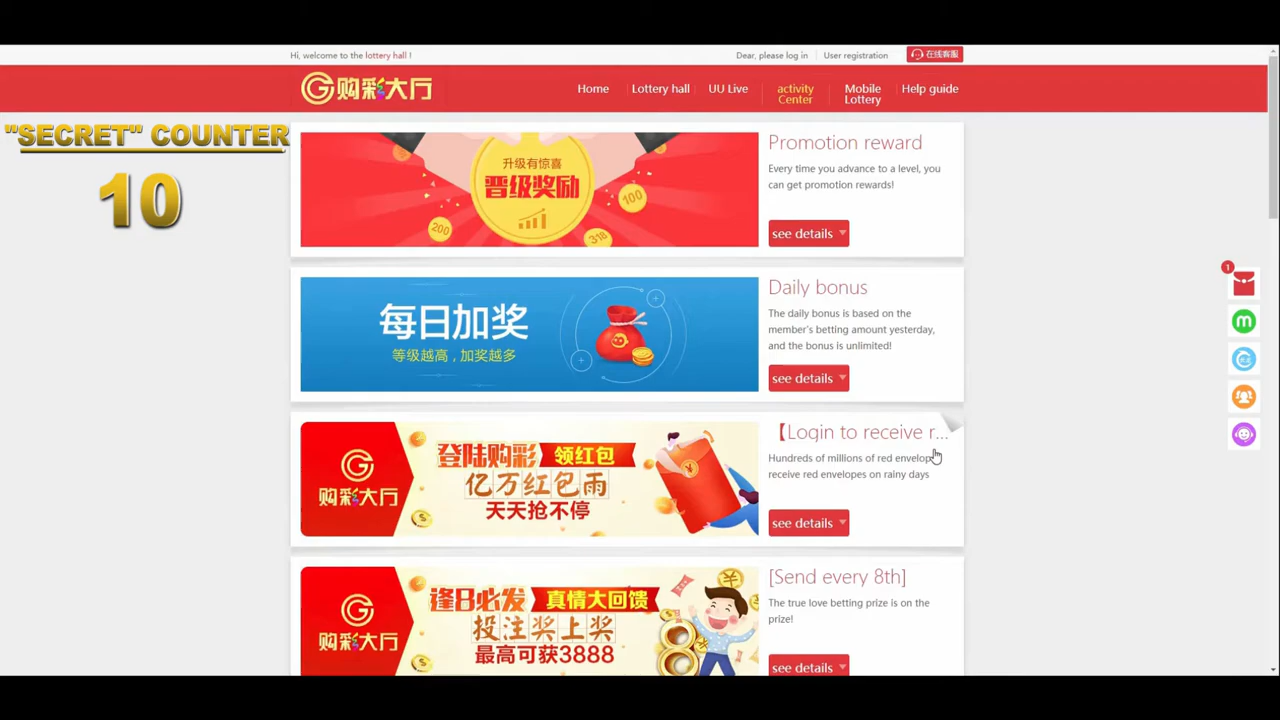 Hi, welcome to the lottery hall !
Dear, please log in
User registration
在线客服
购彩大厅
Home
Lottery hall
UU Live
activity
Center
Mobile
Lottery
Help guide
"SECRET" COUNTER
10
升级有惊喜
晋级奖励
200
100
318
Promotion reward
Every time you advance to a level, you
can get promotion rewards!
see details
每日加奖
等级越高 , 加奖越多
Daily bonus
The daily bonus is based on the
member's betting amount yesterday,
and the bonus is unlimited!
see details
购彩大厅
登陆购彩 领红包
亿万红包雨
天天抢不停
【Login to receive r...
Hundreds of millions of red envelop
receive red envelopes on rainy days
see details
购彩大厅
逢8必发 真情大回馈
投注奖上奖
最高可获3888
[Send every 8th]
The true love betting prize is on the
prize!
see details
1